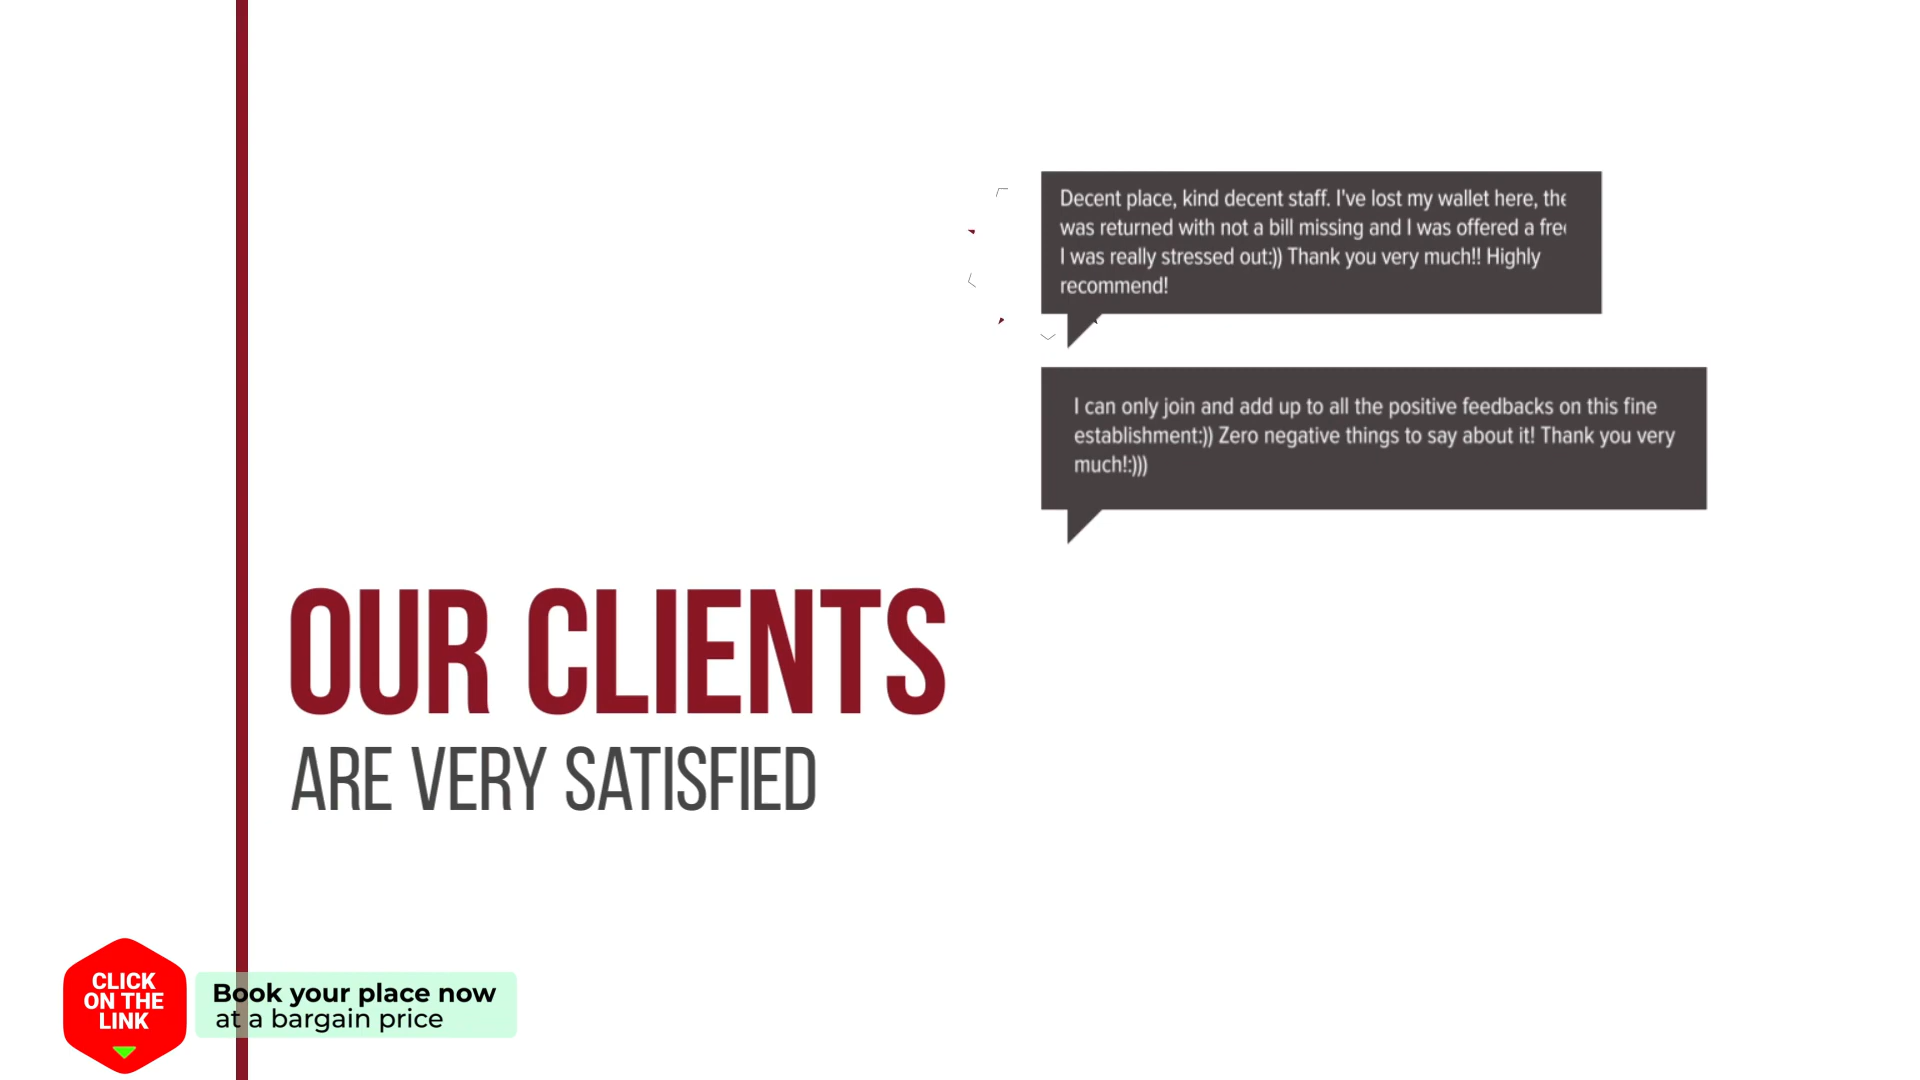 Decent place, kind decent staff. I've lost my wallet here, the
was returned with not a bill missing and I was offered a free
I was really stressed out:)) Thank you very much!! Highly
recommend!
I can only join and add up to all the positive feedbacks on this fine
establishment:)) Zero negative things to say about it! Thank you very
much!:)))
OUR CLIENTS
ARE VERY SATISFIED
CLICK
ON THE
LINK
Book your place now
at a bargain price